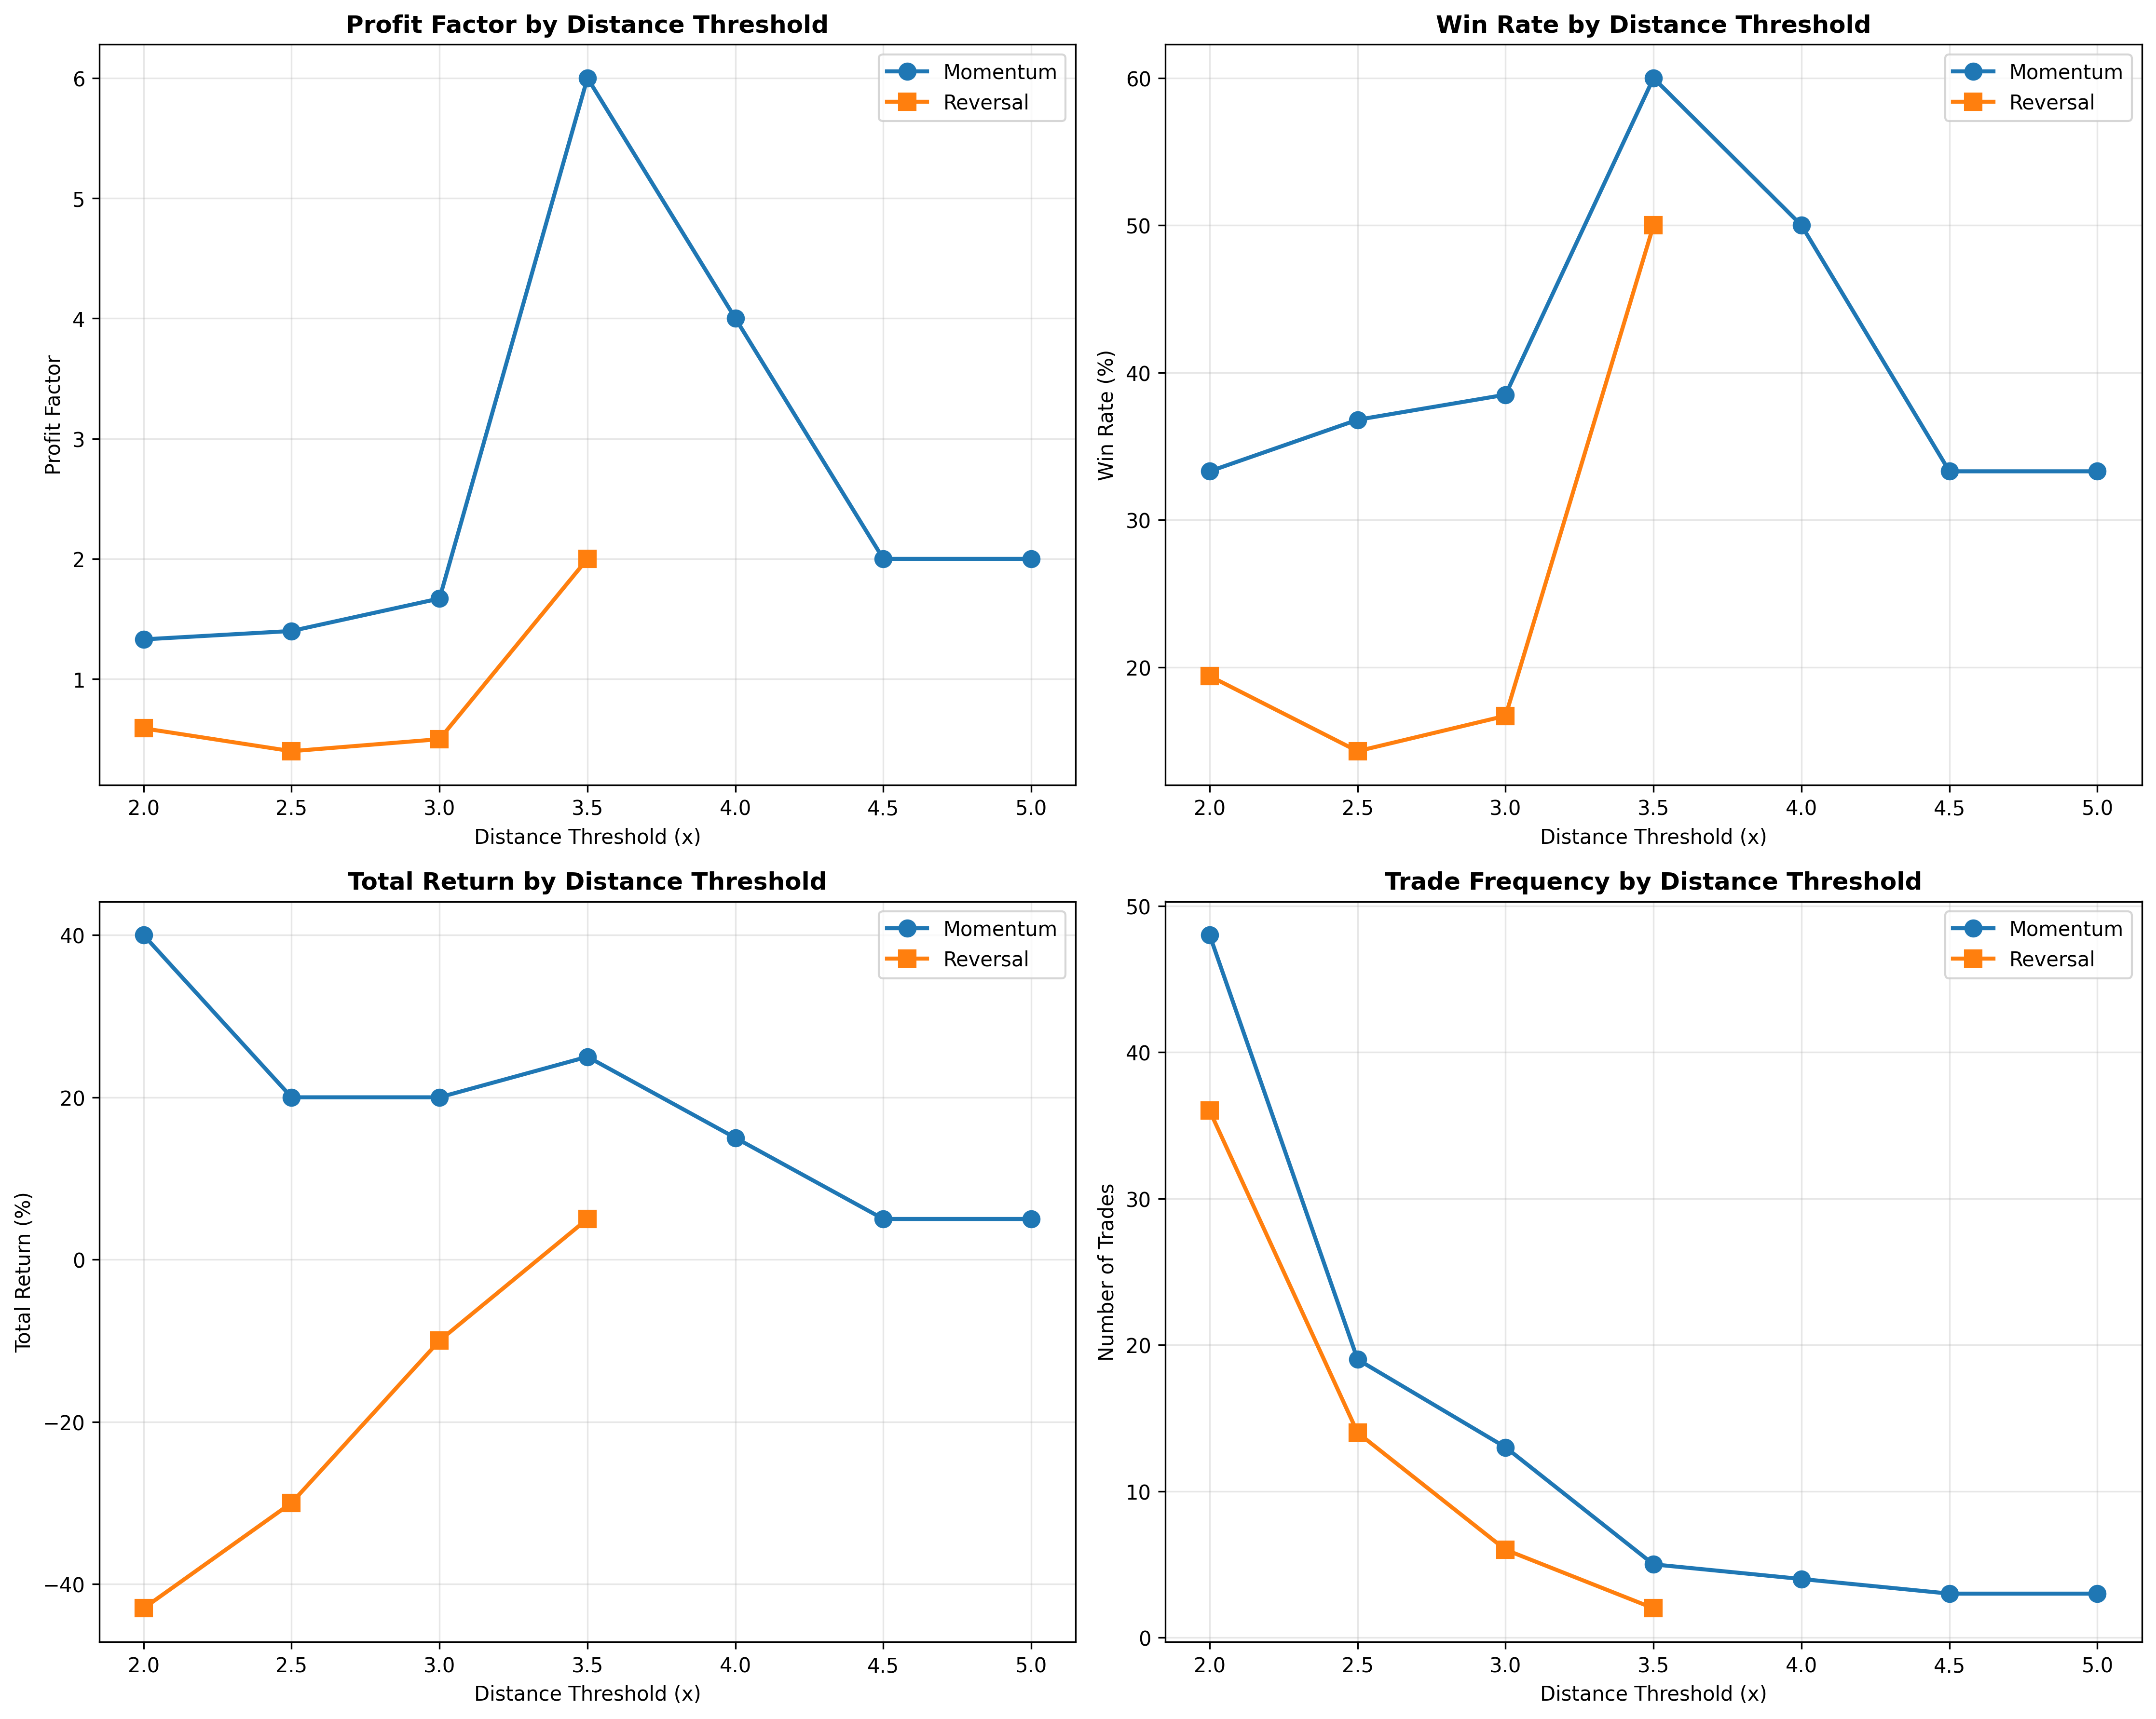 Profit Factor by Distance Threshold
Momentum
Reversal
6
5
4
3
2
1
Profit Factor
2.0 2.5 3.0 3.5 4.0 4.5 5.0
Distance Threshold (x)
Win Rate by Distance Threshold
Momentum
Reversal
60
50
40
30
20
Win Rate (%)
2.0 2.5 3.0 3.5 4.0 4.5 5.0
Distance Threshold (x)
Total Return by Distance Threshold
Momentum
Reversal
40
20
0
−20
−40
Total Return (%)
2.0 2.5 3.0 3.5 4.0 4.5 5.0
Distance Threshold (x)
Trade Frequency by Distance Threshold
Momentum
Reversal
50
40
30
20
10
0
Number of Trades
2.0 2.5 3.0 3.5 4.0 4.5 5.0
Distance Threshold (x)